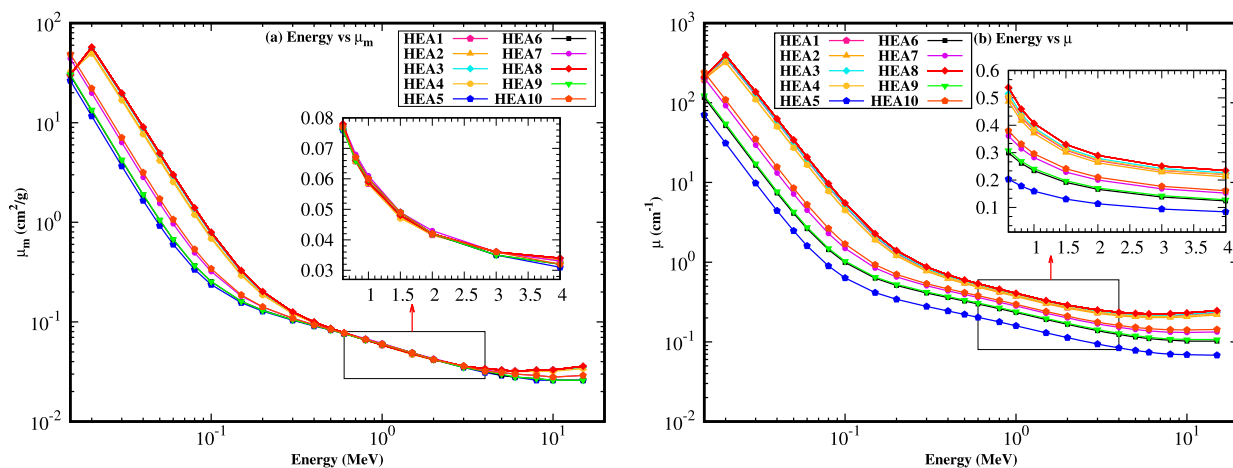 (a) Energy vs μm
HEA1 HEA6
HEA2 HEA7
HEA3 HEA8
HEA4 HEA9
HEA5 HEA10
10²
10¹
10⁰
10⁻¹
10⁻²
μm (cm²/g)
0.08
0.07
0.06
0.05
0.04
0.03
1 1.5 2 2.5 3 3.5 4
10⁻¹ 10⁰ 10¹
Energy (MeV)
(b) Energy vs μ
HEA1 HEA6
HEA2 HEA7
HEA3 HEA8
HEA4 HEA9
HEA5 HEA10
10³
10²
10¹
10⁰
10⁻¹
10⁻²
μ (cm⁻¹)
0.6
0.5
0.4
0.3
0.2
0.1
1 1.5 2 2.5 3 3.5 4
10⁻¹ 10⁰ 10¹
Energy (MeV)